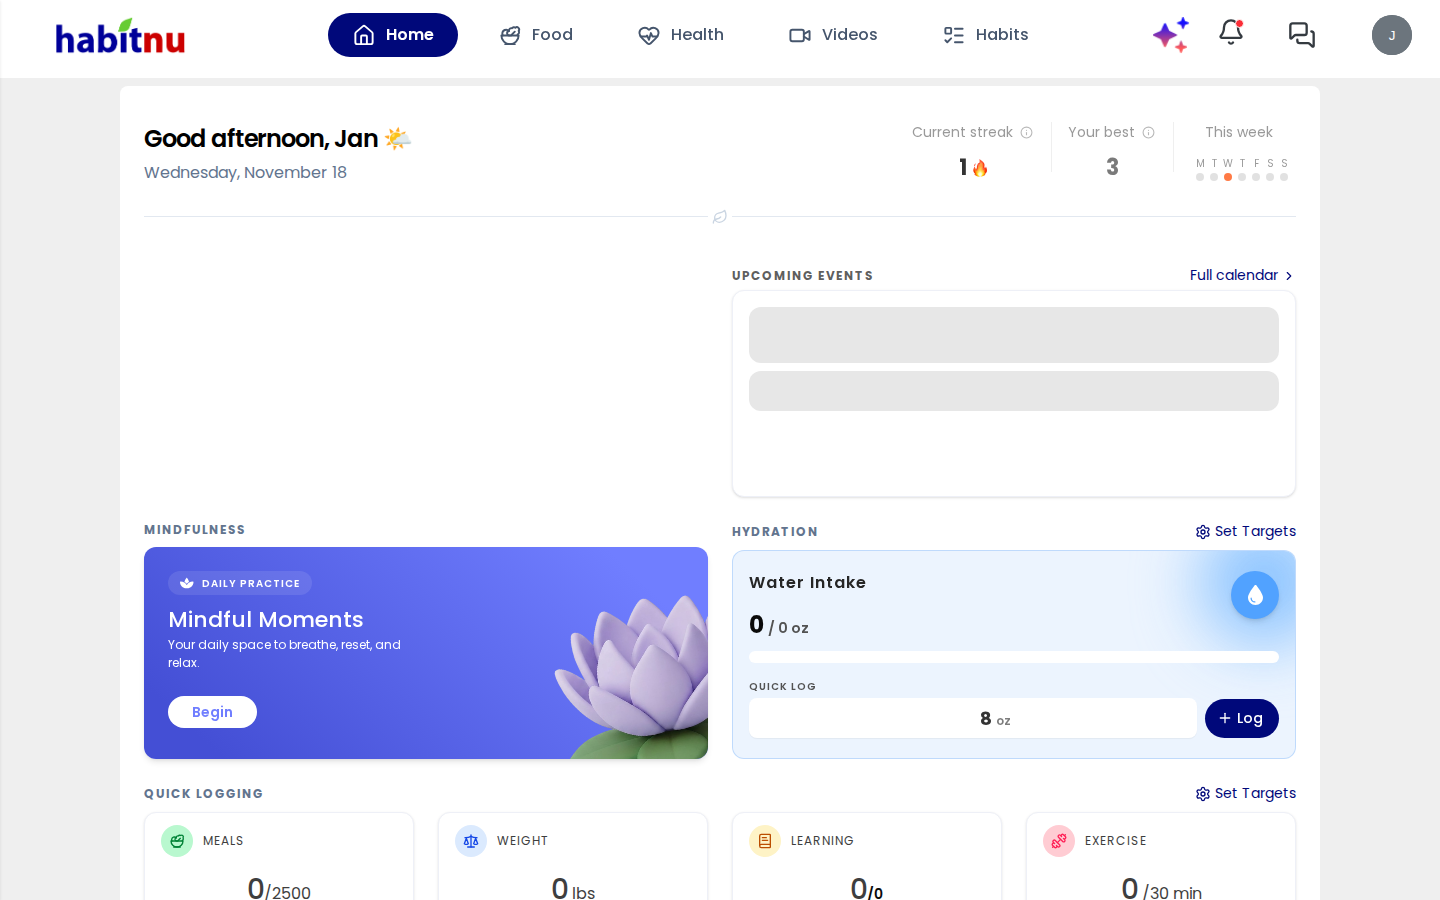 habitnu
Home
Food
Health
Videos
Habits
J
Good afternoon, Jan
Wednesday, November 18
Current streak
1
Your best
3
This week
M T W T F S S
UPCOMING EVENTS
Full calendar
MINDFULNESS
DAILY PRACTICE
Mindful Moments
Your daily space to breathe, reset, and
relax.
Begin
HYDRATION
Set Targets
Water Intake
0 / 0 oz
QUICK LOG
8 oz
+ Log
QUICK LOGGING
Set Targets
MEALS
0/2500
WEIGHT
0 lbs
LEARNING
0/0
EXERCISE
0 /30 min